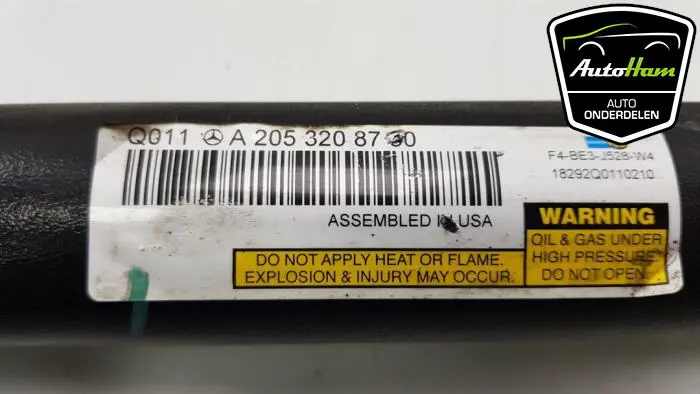 AutoHam
AUTO
ONDERDELEN
Q011 A 205 320 87 30
F4-BE3-J528-W4
18292Q0110210
ASSEMBLED IN USA
WARNING
OIL & GAS UNDER
HIGH PRESSURE
DO NOT OPEN.
DO NOT APPLY HEAT OR FLAME.
EXPLOSION & INJURY MAY OCCUR.